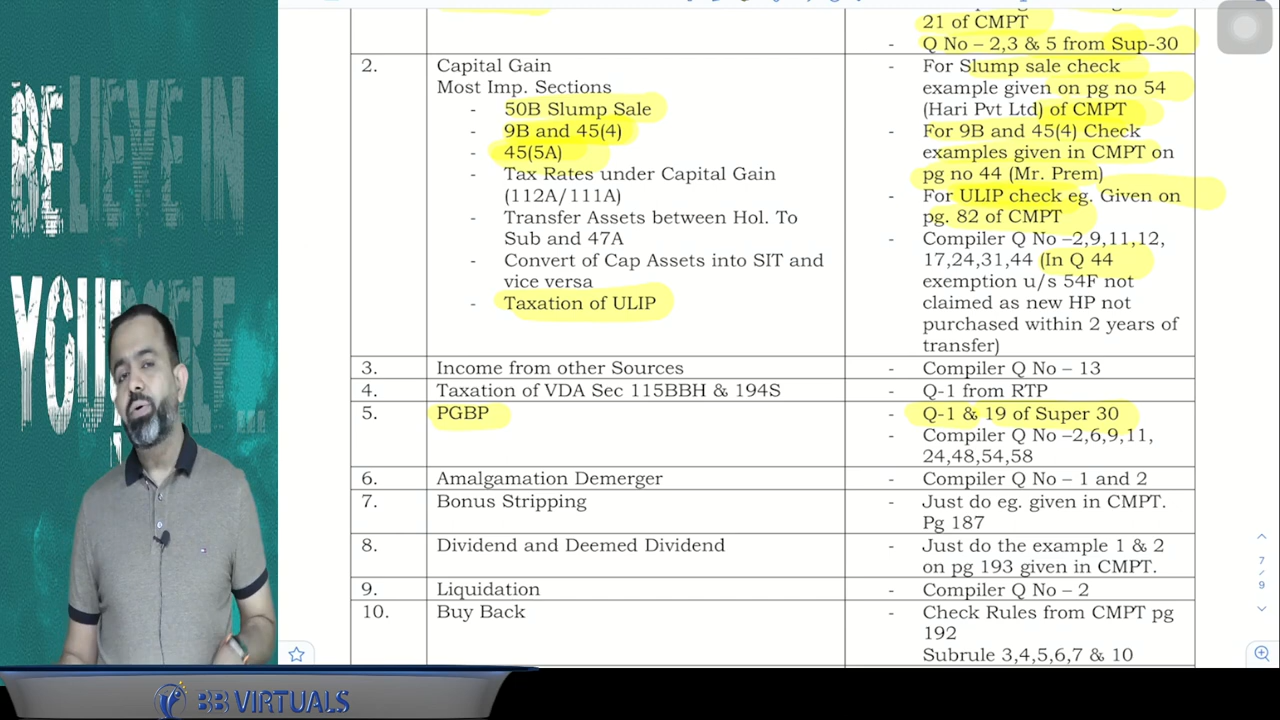 BELIEVE IN
21 of CMPT
- Q No – 2,3 & 5 from Sup-30
2. Capital Gain
Most Imp. Sections
- 50B Slump Sale
- 9B and 45(4)
- 45(5A)
- Tax Rates under Capital Gain
(112A/111A)
- Transfer Assets between Hol. To
Sub and 47A
- Convert of Cap Assets into SIT and
vice versa
- Taxation of ULIP
- For Slump sale check
example given on pg no 54
(Hari Pvt Ltd) of CMPT
- For 9B and 45(4) Check
examples given in CMPT on
pg no 44 (Mr. Prem)
- For ULIP check eg. Given on
pg. 82 of CMPT
- Compiler Q No –2,9,11,12,
17,24,31,44 (In Q 44
exemption u/s 54F not
claimed as new HP not
purchased within 2 years of
transfer)
3. Income from other Sources - Compiler Q No – 13
4. Taxation of VDA Sec 115BBH & 194S - Q-1 from RTP
5. PGBP - Q-1 & 19 of Super 30
- Compiler Q No –2,6,9,11,
24,48,54,58
6. Amalgamation Demerger - Compiler Q No – 1 and 2
7. Bonus Stripping - Just do eg. given in CMPT.
Pg 187
8. Dividend and Deemed Dividend - Just do the example 1 & 2
on pg 193 given in CMPT.
9. Liquidation - Compiler Q No – 2
10. Buy Back - Check Rules from CMPT pg
192
Subrule 3,4,5,6,7 & 10
7
/
9
BB VIRTUALS